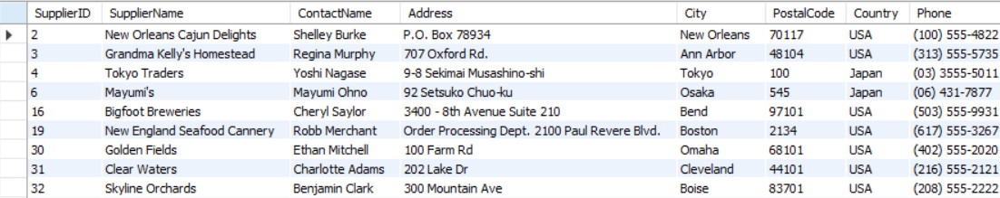 SupplierID SupplierName ContactName Address City PostalCode Country Phone
2 New Orleans Cajun Delights Shelley Burke P.O. Box 78934 New Orleans 70117 USA (100) 555-4822
3 Grandma Kelly's Homestead Regina Murphy 707 Oxford Rd. Ann Arbor 48104 USA (313) 555-5735
4 Tokyo Traders Yoshi Nagase 9-8 Sekimai Musashino-shi Tokyo 100 Japan (03) 3555-5011
6 Mayumi's Mayumi Ohno 92 Setsuko Chuo-ku Osaka 545 Japan (06) 431-7877
16 Bigfoot Breweries Cheryl Saylor 3400 - 8th Avenue Suite 210 Bend 97101 USA (503) 555-9931
19 New England Seafood Cannery Robb Merchant Order Processing Dept. 2100 Paul Revere Blvd. Boston 2134 USA (617) 555-3267
30 Golden Fields Ethan Mitchell 100 Farm Rd Omaha 68101 USA (402) 555-2020
31 Clear Waters Charlotte Adams 202 Lake Dr Cleveland 44101 USA (216) 555-2121
32 Skyline Orchards Benjamin Clark 300 Mountain Ave Boise 83701 USA (208) 555-2222